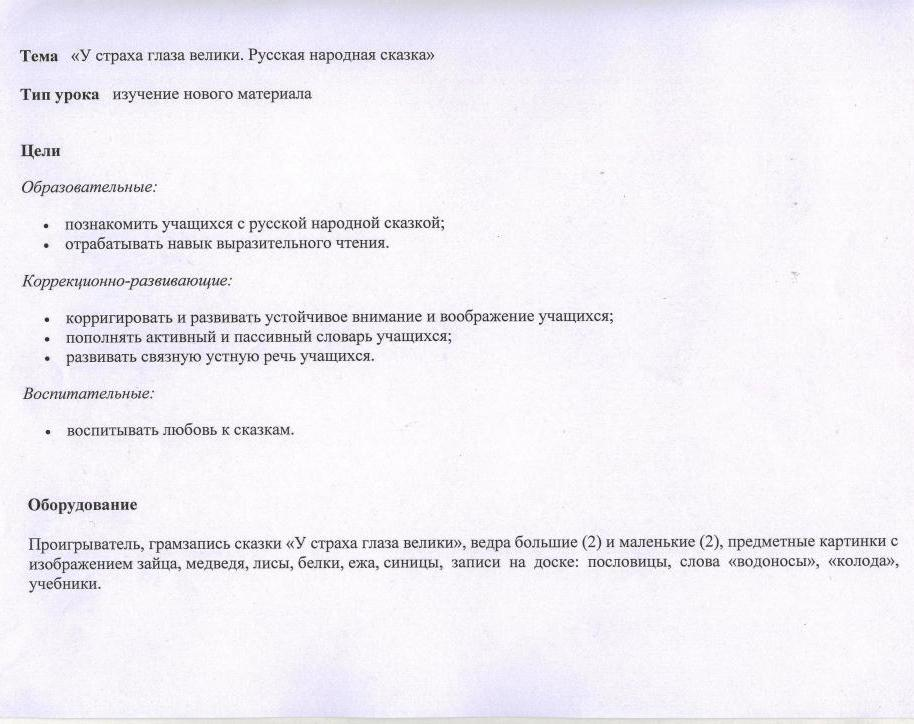 Тема «У страха глаза велики. Русская народная сказка»
Тип урока изучение нового материала
Цели
Образовательные:
• познакомить учащихся с русской народной сказкой;
• отрабатывать навык выразительного чтения.
Коррекционно-развивающие:
• корригировать и развивать устойчивое внимание и воображение учащихся;
• пополнять активный и пассивный словарь учащихся;
• развивать связную устную речь учащихся.
Воспитательные:
• воспитывать любовь к сказкам.
Оборудование
Проигрыватель, грамзапись сказки «У страха глаза велики», ведра большие (2) и маленькие (2), предметные картинки с
изображением зайца, медведя, лисы, белки, ежа, синицы, записи на доске: пословицы, слова «водоносы», «колода»,
учебники.